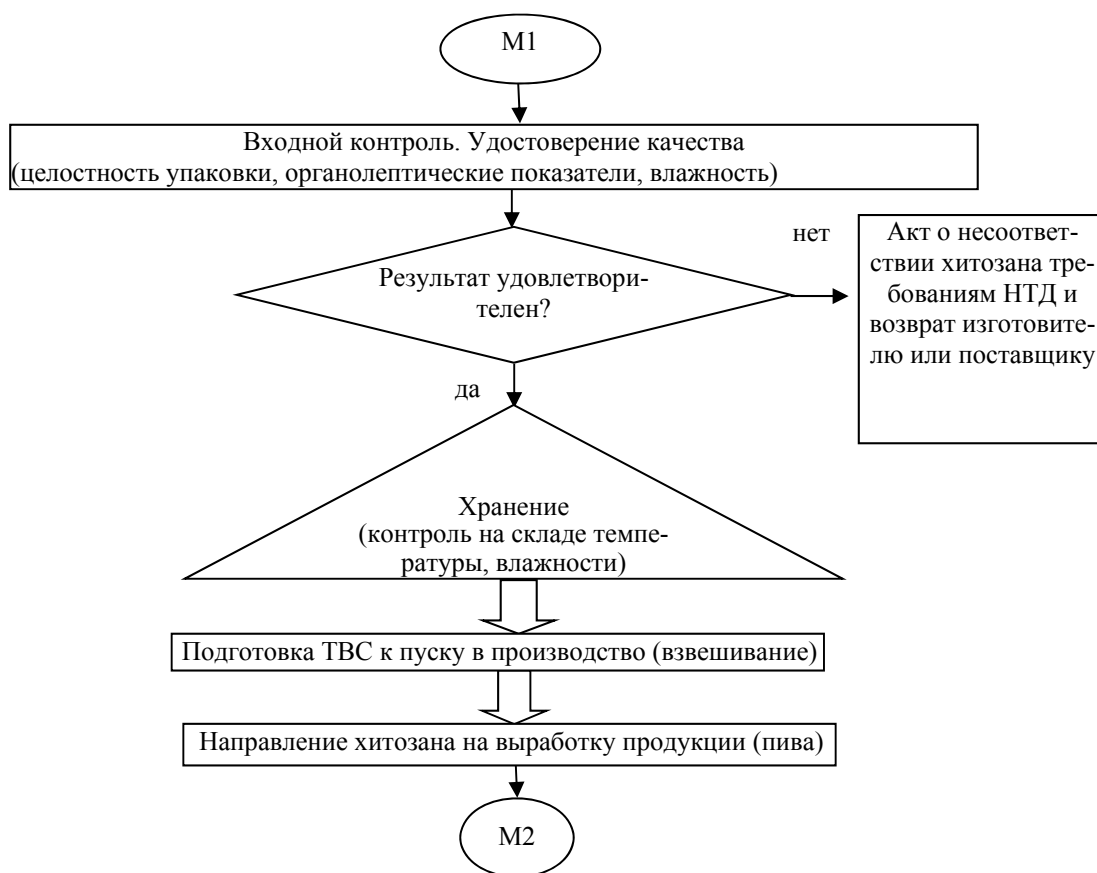 М1
Входной контроль. Удостоверение качества
(целостность упаковки, органолептические показатели, влажность)
Результат удовлетвори-
телен?
нет
Акт о несоответ-
ствии хитозана тре-
бованиям НТД и
возврат изготовите-
лю или поставщику
да
Хранение
(контроль на складе темпе-
ратуры, влажности)
Подготовка ТВС к пуску в производство (взвешивание)
Направление хитозана на выработку продукции (пива)
М2